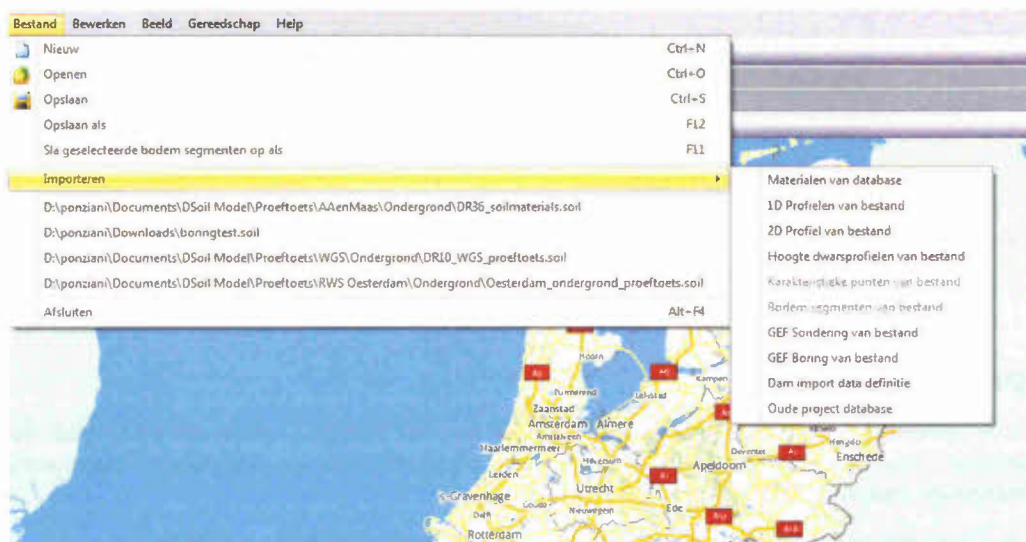 Bestand Bewerken Beeld Gereedschap Help
Nieuw Ctrl+N
Openen Ctrl+O
Opslaan Ctrl+S
Opslaan als F12
Sla geselecteerde bodem segmenten op als F11
Importeren
D:\ponziani\Documents\DSoil Model\Proeftoets\AAenMaas\Ondergrond\DR36_soilmaterials.soil
D:\ponziani\Downloads\bonngtest.soil
D:\ponziani\Documents\DSoil Model\Proeftoets\WGS\Ondergrond\DR10_WGS_proeftoets.soil
D:\ponziani\Documents\DSoil Model\Proeftoets\RWS Oesterdam\Ondergrond\Oesterdam_ondergrond_proeftoets.soil
Afsluiten Alt+F4
Materialen van database
1D Profielen van bestand
2D Profiel van bestand
Hoogte dwarsprofielen van bestand
Karakteristieke punten van bestand
Bodem segmenten van bestand
GEF Sondering van bestand
GEF Boring van bestand
Dam import data definitie
Oude project database
Hoorn
Kampen
Purmerend
Lelystad
Zaanstad
Amsterdam Almere
Amstelveen
Haarlemmermeer
Hilversum
Deventer
Hengelo
Enschede
Apeldoorn
Leiden
Utrecht
's-Gravenhage
Gouda
Nieuwegein
Ede
Delft
Rotterdam